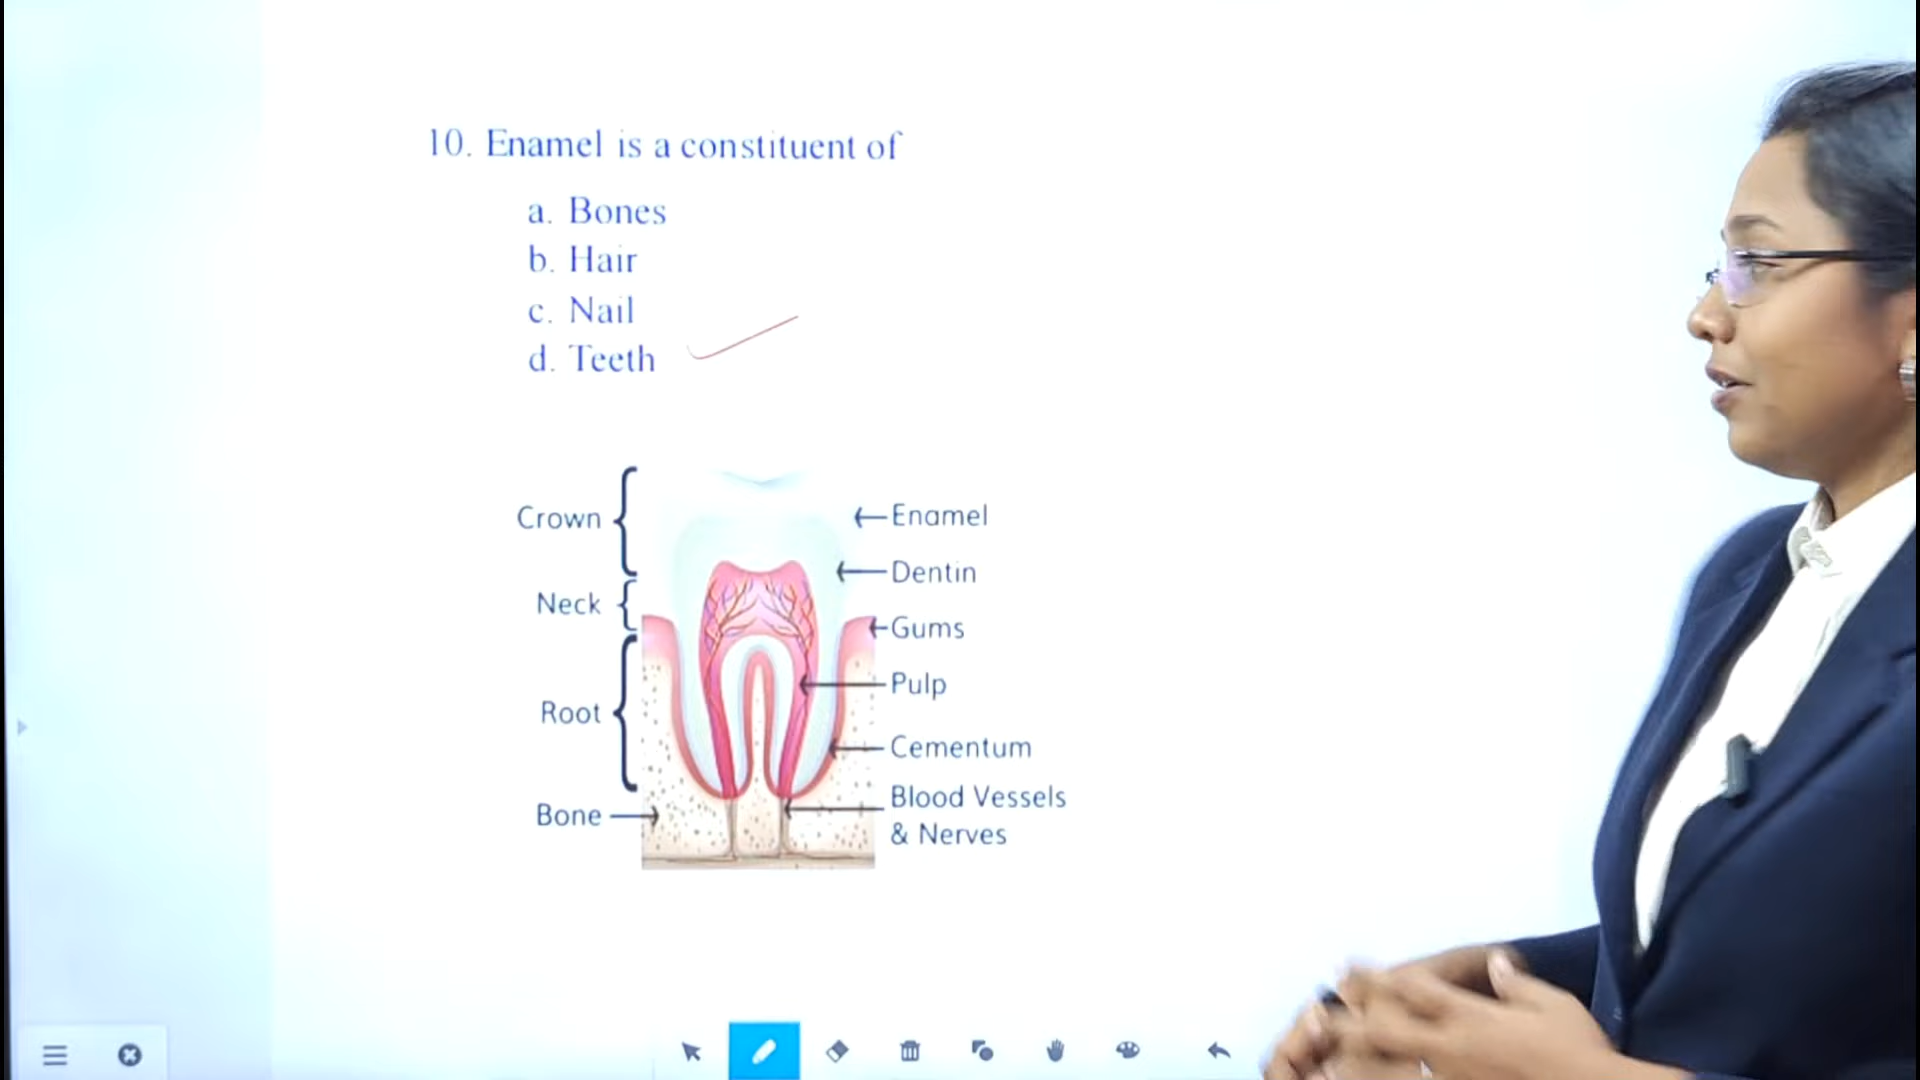 10. Enamel is a constituent of
a. Bones
b. Hair
c. Nail
d. Teeth
Crown
Enamel
Dentin
Neck
Gums
Pulp
Root
Cementum
Blood Vessels
& Nerves
Bone